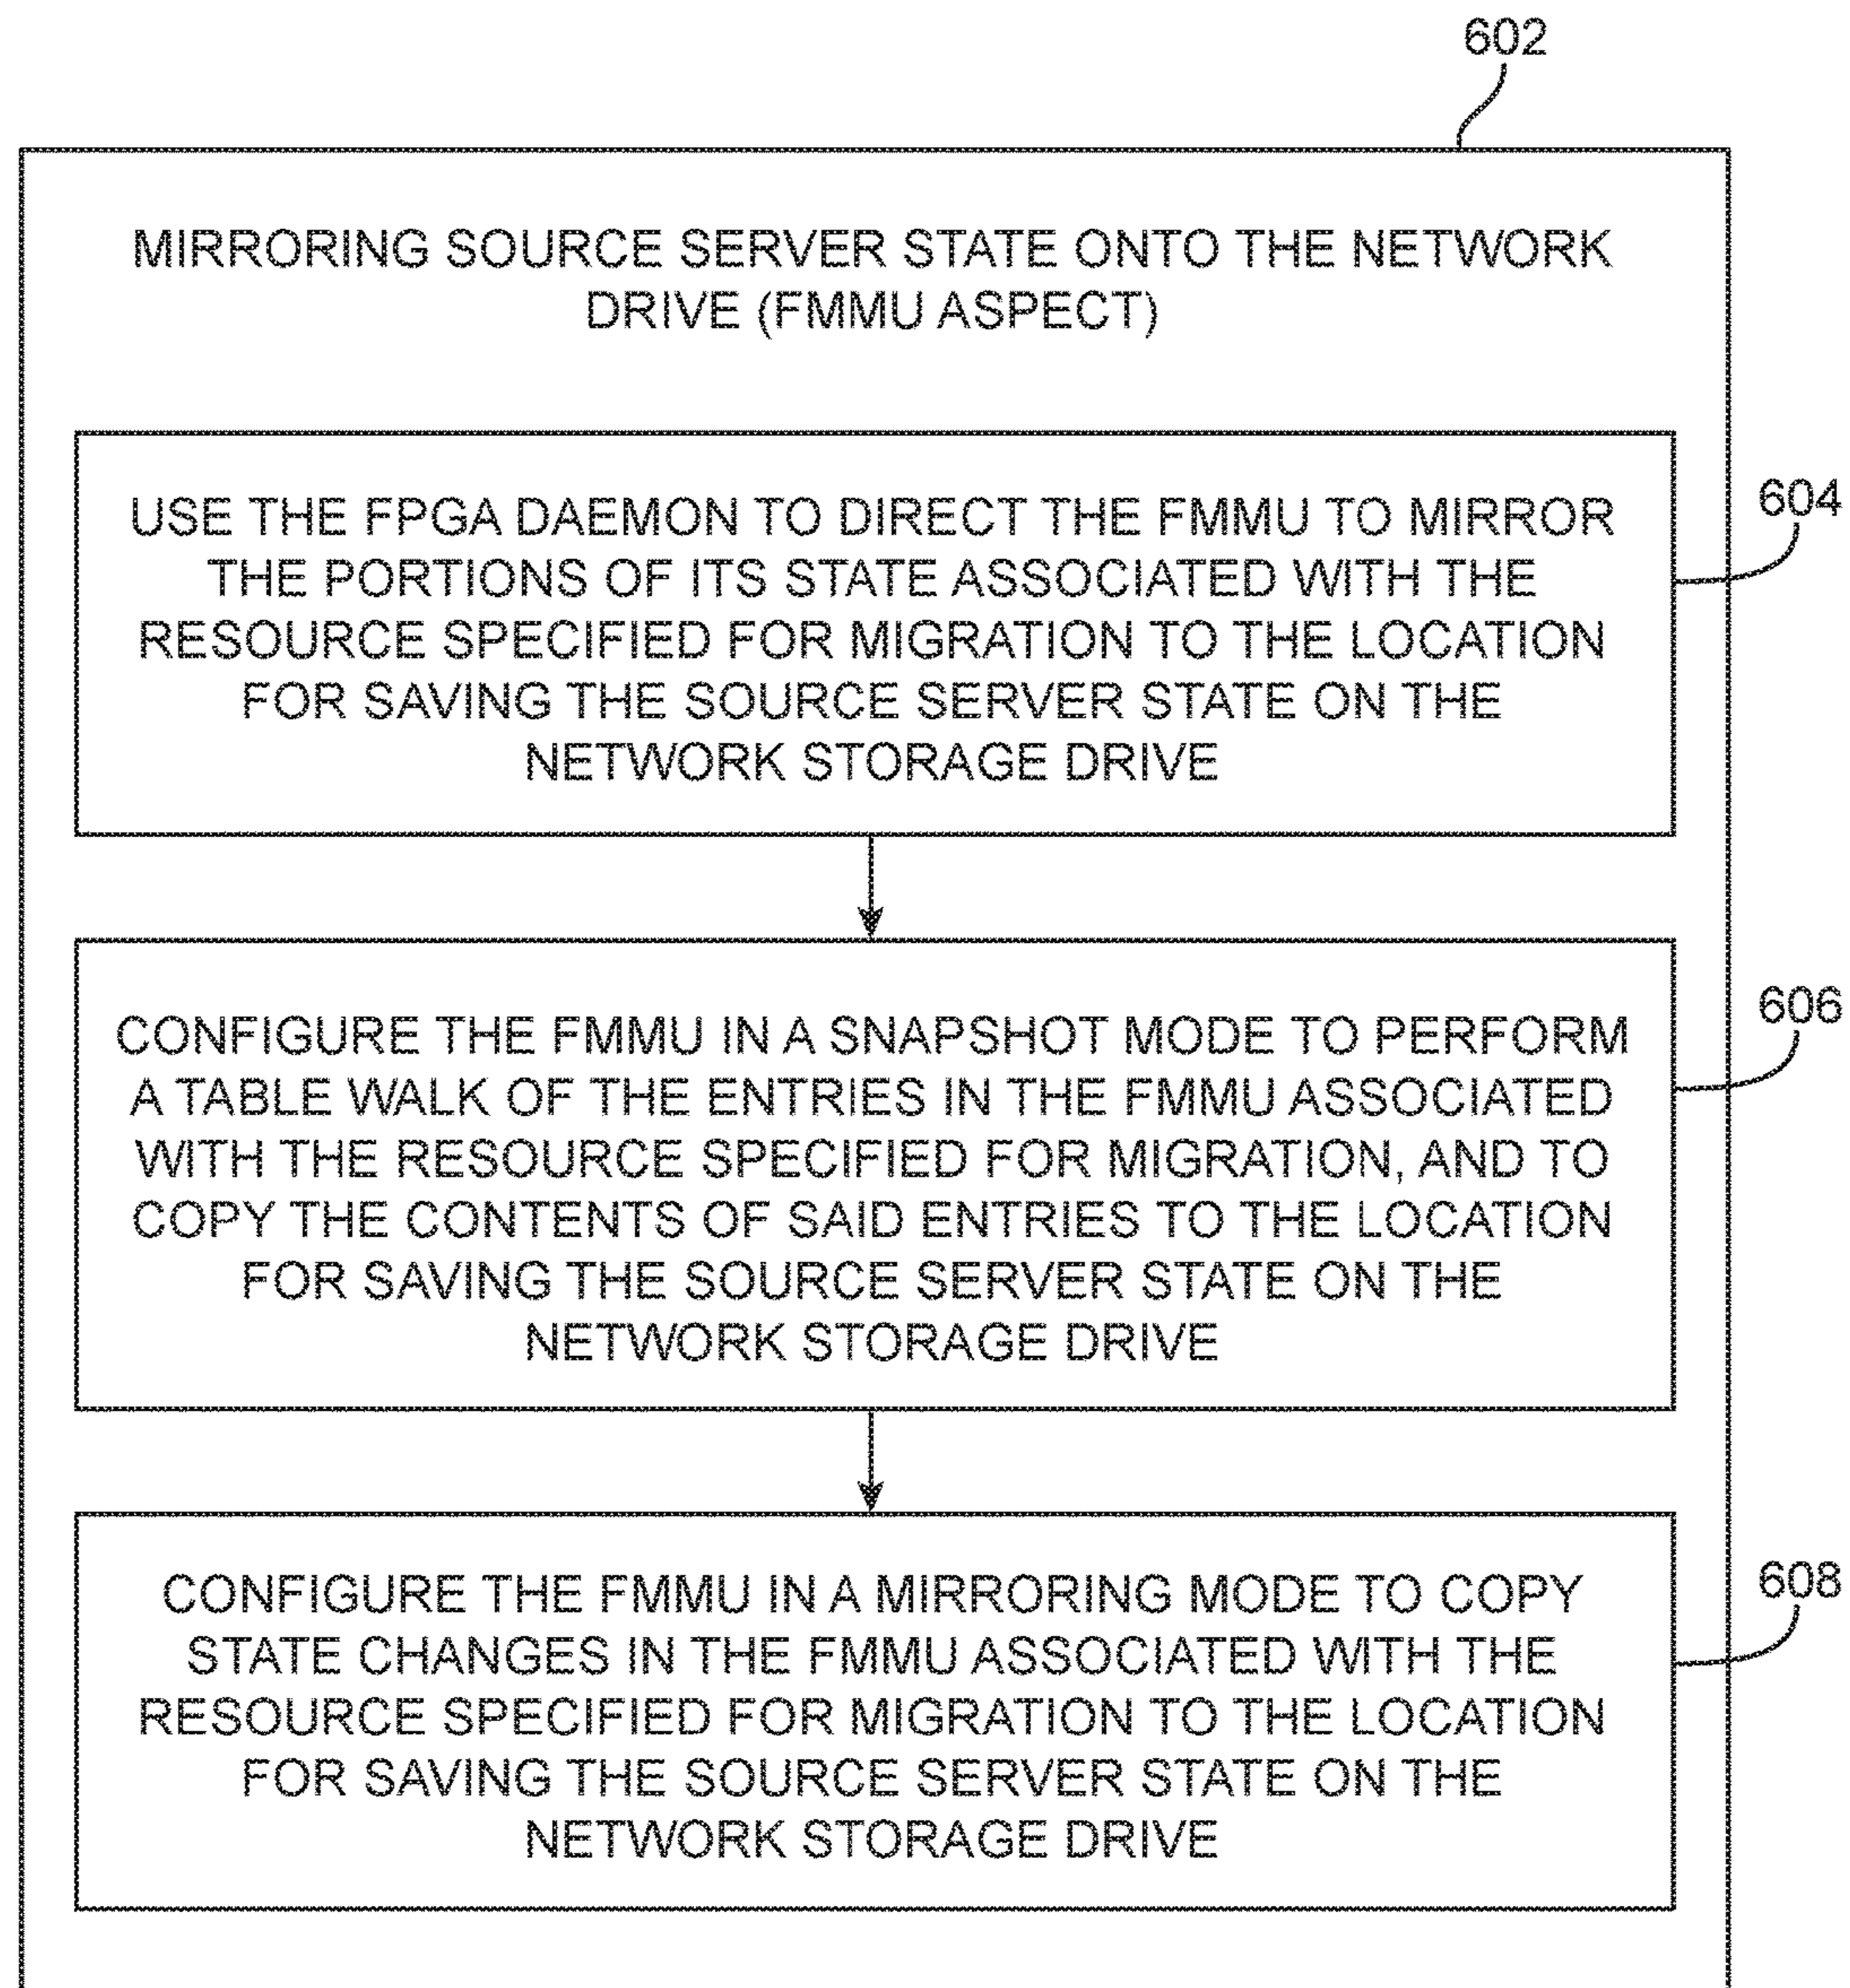 602
MIRRORING SOURCE SERVER STATE ONTO THE NETWORK
DRIVE (FMMU ASPECT)
USE THE FPGA DAEMON TO DIRECT THE FMMU TO MIRROR
THE PORTIONS OF ITS STATE ASSOCIATED WITH THE
RESOURCE SPECIFIED FOR MIGRATION TO THE LOCATION
FOR SAVING THE SOURCE SERVER STATE ON THE
NETWORK STORAGE DRIVE
604
CONFIGURE THE FMMU IN A SNAPSHOT MODE TO PERFORM
A TABLE WALK OF THE ENTRIES IN THE FMMU ASSOCIATED
WITH THE RESOURCE SPECIFIED FOR MIGRATION, AND TO
COPY THE CONTENTS OF SAID ENTRIES TO THE LOCATION
FOR SAVING THE SOURCE SERVER STATE ON THE
NETWORK STORAGE DRIVE
606
CONFIGURE THE FMMU IN A MIRRORING MODE TO COPY
STATE CHANGES IN THE FMMU ASSOCIATED WITH THE
RESOURCE SPECIFIED FOR MIGRATION TO THE LOCATION
FOR SAVING THE SOURCE SERVER STATE ON THE
NETWORK STORAGE DRIVE
608